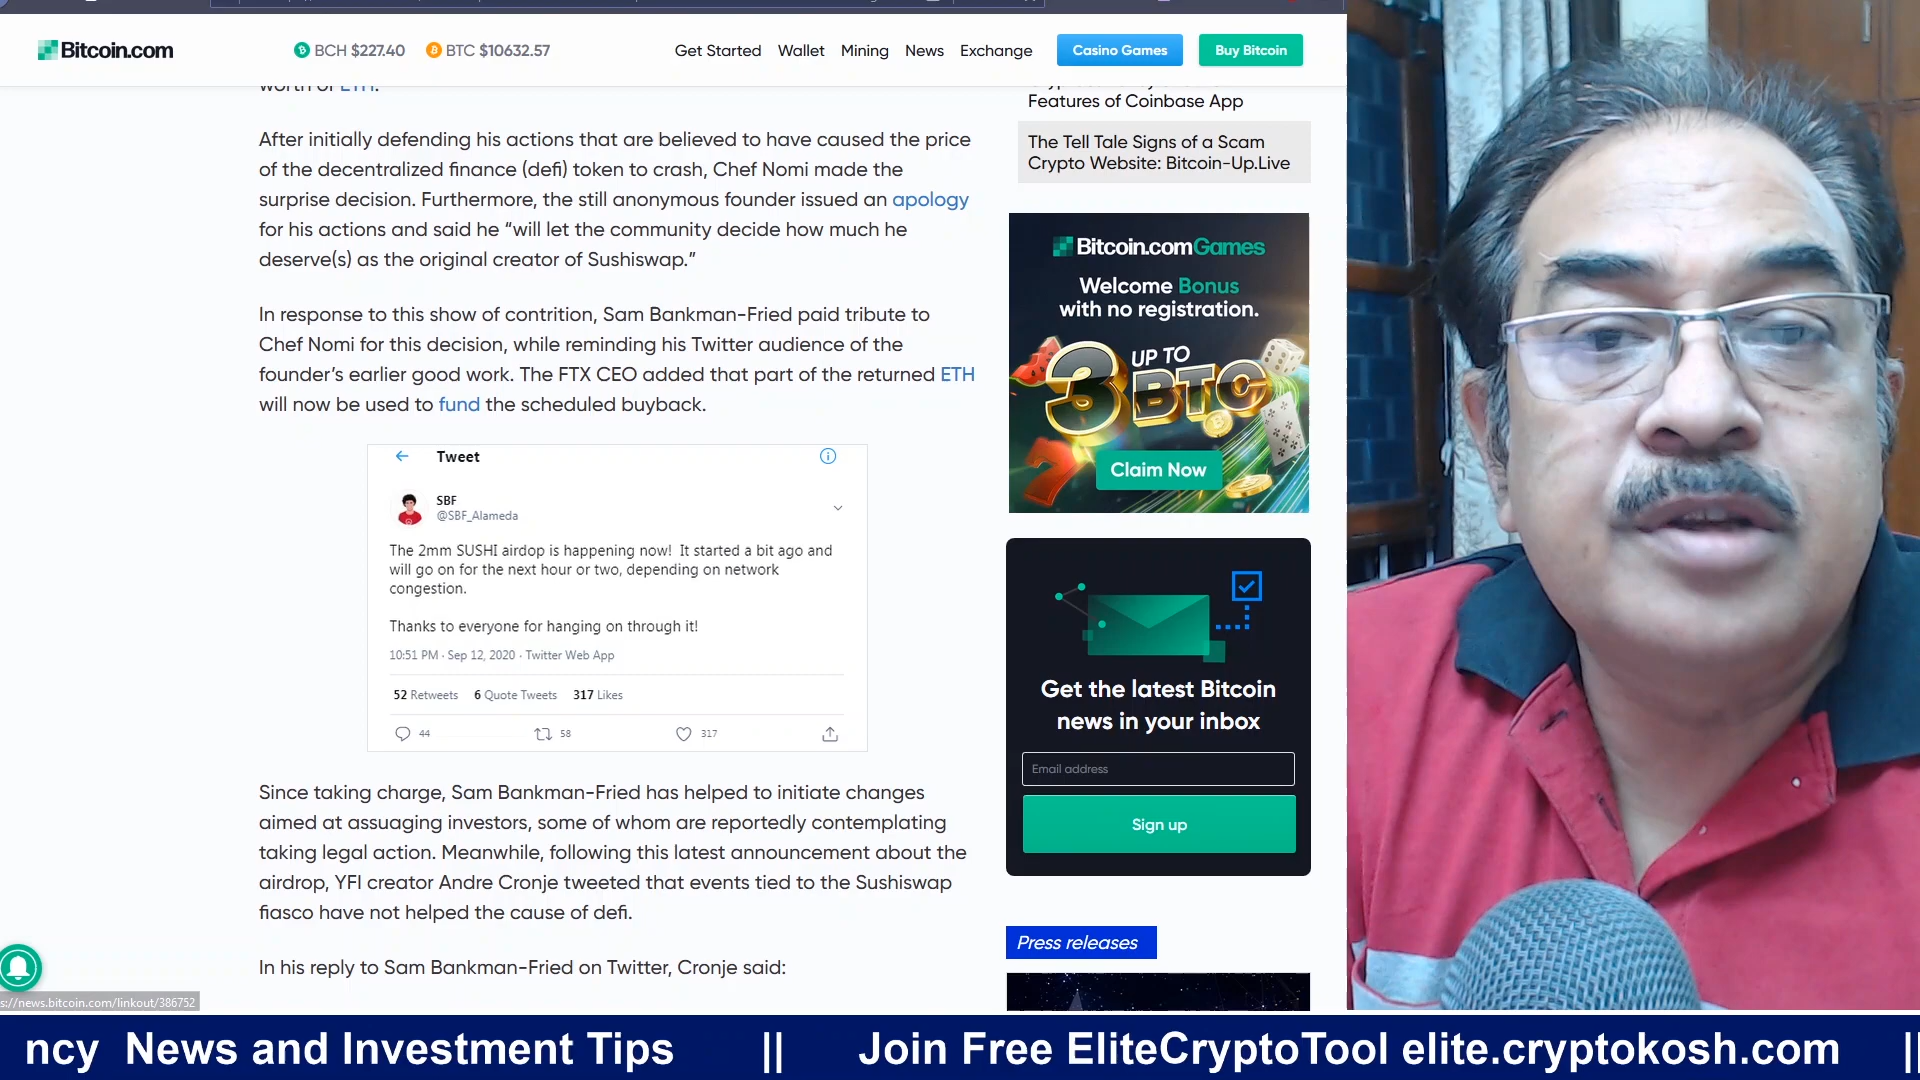 Bitcoin.com
BCH $227.40
BTC $10632.57
Get Started
Wallet
Mining
News
Exchange
Casino Games
Buy Bitcoin
worth of ETH.
After initially defending his actions that are believed to have caused the price
of the decentralized finance (defi) token to crash, Chef Nomi made the
surprise decision. Furthermore, the still anonymous founder issued an apology
for his actions and said he “will let the community decide how much he
deserve(s) as the original creator of Sushiswap.”
In response to this show of contrition, Sam Bankman-Fried paid tribute to
Chef Nomi for this decision, while reminding his Twitter audience of the
founder’s earlier good work. The FTX CEO added that part of the returned ETH
will now be used to fund the scheduled buyback.
Tweet
SBF
@SBF_Alameda
The 2mm SUSHI airdop is happening now! It started a bit ago and
will go on for the next hour or two, depending on network
congestion.
Thanks to everyone for hanging on through it!
10:51 PM · Sep 12, 2020 · Twitter Web App
52 Retweets 6 Quote Tweets 317 Likes
44
58
317
Since taking charge, Sam Bankman-Fried has helped to initiate changes
aimed at assuaging investors, some of whom are reportedly contemplating
taking legal action. Meanwhile, following this latest announcement about the
airdrop, YFI creator Andre Cronje tweeted that events tied to the Sushiswap
fiasco have not helped the cause of defi.
In his reply to Sam Bankman-Fried on Twitter, Cronje said:
s://news.bitcoin.com/linkout/386752
Features of Coinbase App
The Tell Tale Signs of a Scam
Crypto Website: Bitcoin-Up.Live
Bitcoin.comGames
Welcome Bonus
with no registration.
UP TO
3 BTC
Claim Now
Get the latest Bitcoin
news in your inbox
Email address
Sign up
Press releases
ncy News and Investment Tips || Join Free EliteCryptoTool elite.cryptokosh.com ||